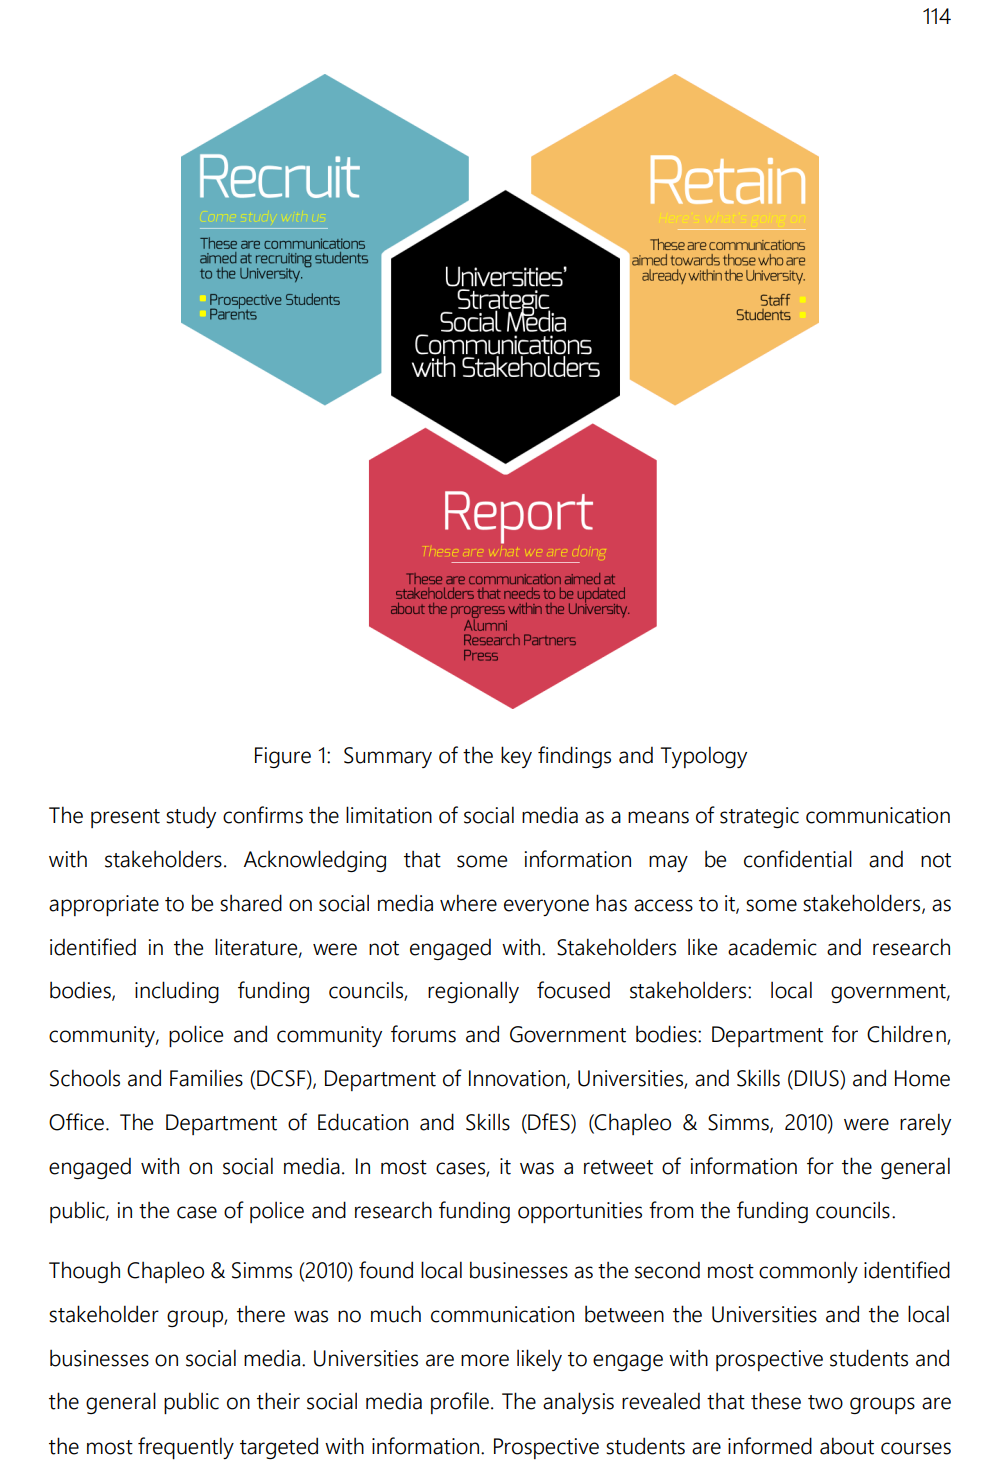 114
Recruit
Come study with us
These are communications
aimed at recruiting students
to the University.
Prospective Students
Parents
Retain
Here's what's going on
These are communications
aimed towards those who are
already within the University.
Staff
Students
Universities'
Strategic
Social Media
Communications
with Stakeholders
Report
These are what we are doing
These are communication aimed at
stakeholders that needs to be updated
about the progress within the University.
Alumni
Research Partners
Press
Figure 1: Summary of the key findings and Typology
The present study confirms the limitation of social media as a means of strategic communication
with stakeholders. Acknowledging that some information may be confidential and not
appropriate to be shared on social media where everyone has access to it, some stakeholders, as
identified in the literature, were not engaged with. Stakeholders like academic and research
bodies, including funding councils, regionally focused stakeholders: local government,
community, police and community forums and Government bodies: Department for Children,
Schools and Families (DCSF), Department of Innovation, Universities, and Skills (DIUS) and Home
Office. The Department of Education and Skills (DfES) (Chapleo & Simms, 2010) were rarely
engaged with on social media. In most cases, it was a retweet of information for the general
public, in the case of police and research funding opportunities from the funding councils.
Though Chapleo & Simms (2010) found local businesses as the second most commonly identified
stakeholder group, there was no much communication between the Universities and the local
businesses on social media. Universities are more likely to engage with prospective students and
the general public on their social media profile. The analysis revealed that these two groups are
the most frequently targeted with information. Prospective students are informed about courses